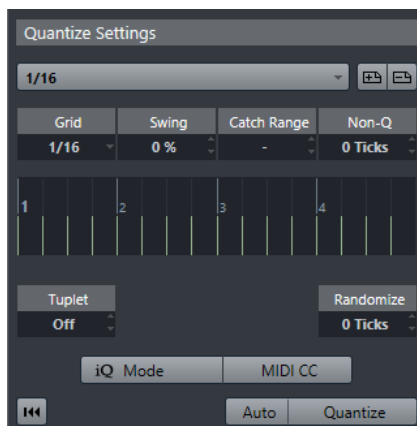 Quantize Settings
1/16
Grid Swing Catch Range Non-Q
1/16 0 % - 0 Ticks
1 2 3 4
Tuplet Randomize
Off 0 Ticks
iQ Mode MIDI CC
Auto Quantize